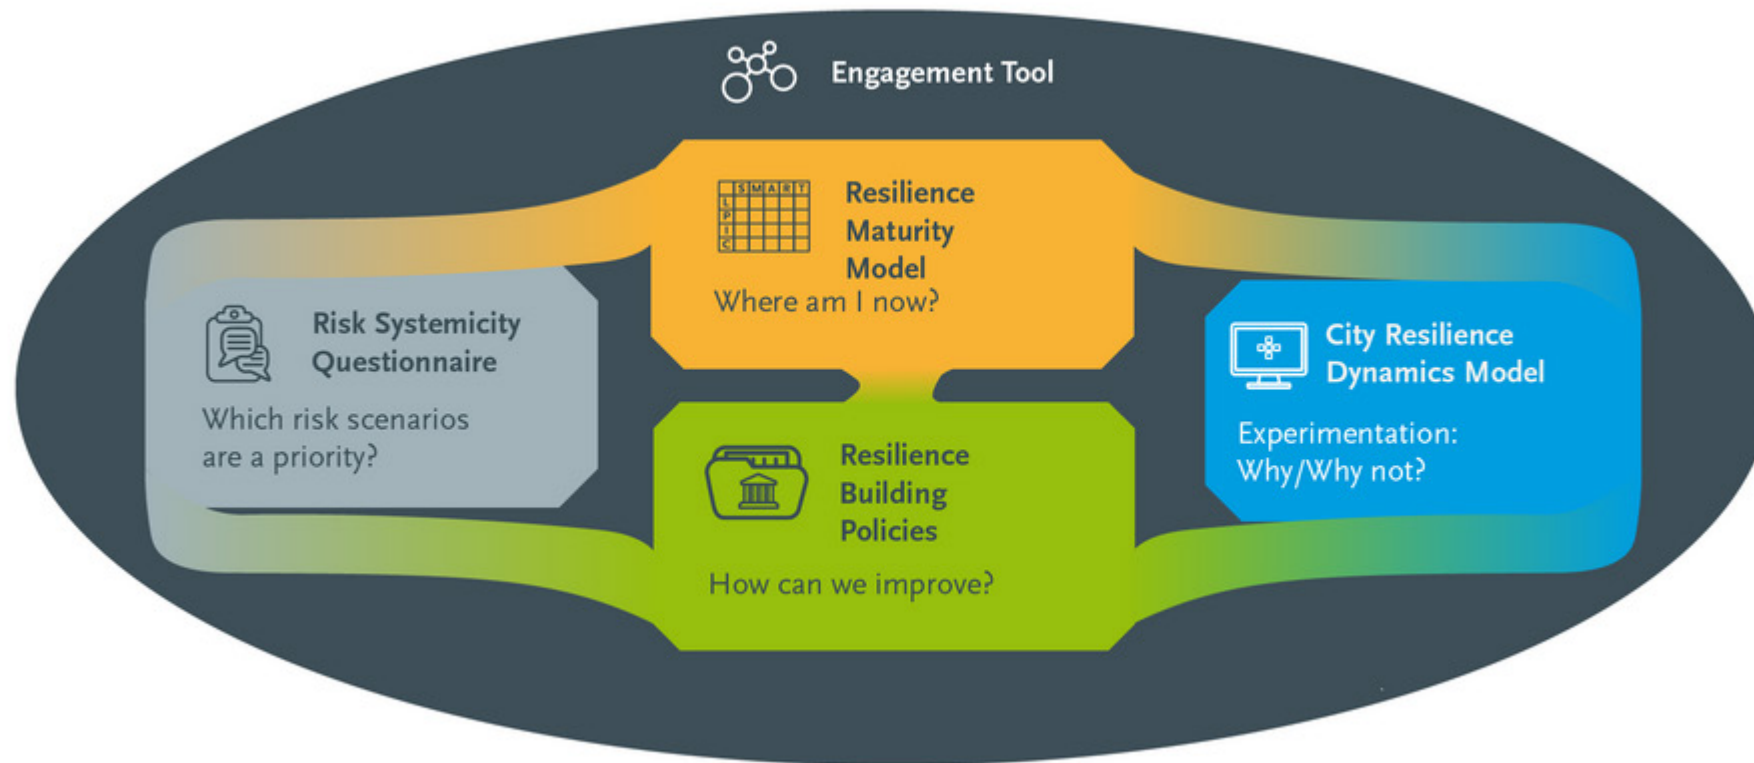 Engagement Tool
S M A R T
L
P
I
C
Resilience
Maturity
Model
Where am I now?
Risk Systemicity
Questionnaire
Which risk scenarios
are a priority?
City Resilience
Dynamics Model
Experimentation:
Why/Why not?
Resilience
Building
Policies
How can we improve?